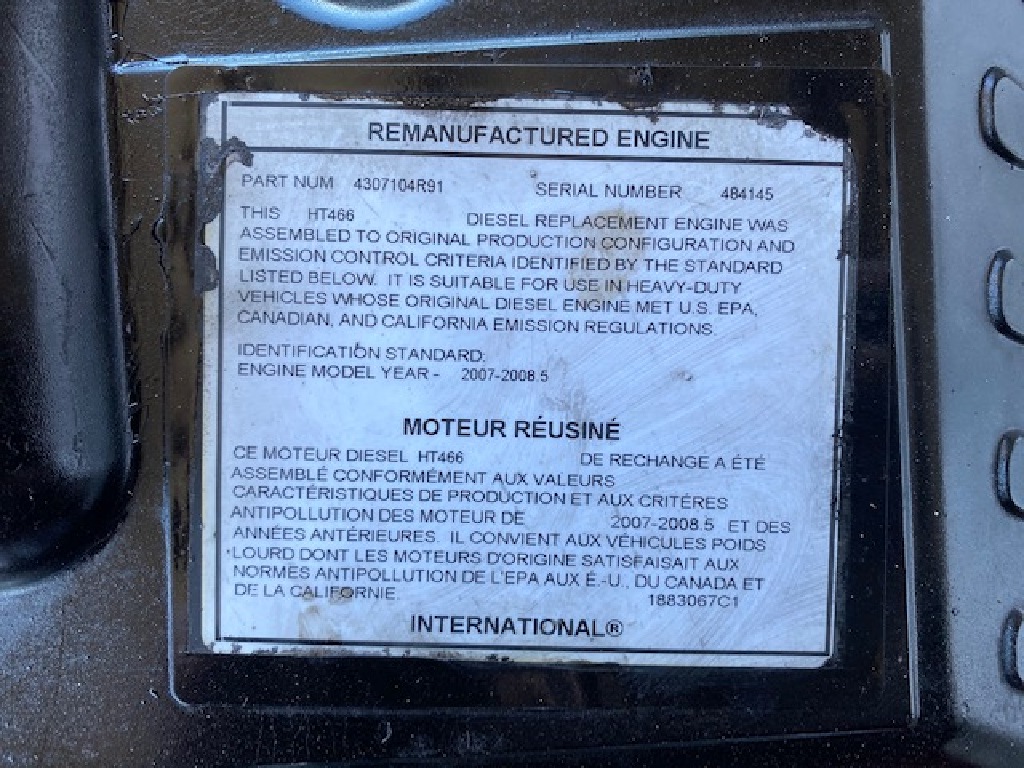 REMANUFACTURED ENGINE
PART NUM 4307104R91 SERIAL NUMBER 484145
THIS HT466 DIESEL REPLACEMENT ENGINE WAS
ASSEMBLED TO ORIGINAL PRODUCTION CONFIGURATION AND
EMISSION CONTROL CRITERIA IDENTIFIED BY THE STANDARD
LISTED BELOW. IT IS SUITABLE FOR USE IN HEAVY-DUTY
VEHICLES WHOSE ORIGINAL DIESEL ENGINE MET U.S. EPA,
CANADIAN, AND CALIFORNIA EMISSION REGULATIONS.
IDENTIFICATION STANDARD:
ENGINE MODEL YEAR - 2007-2008.5
MOTEUR RÉUSINÉ
CE MOTEUR DIESEL HT466 DE RECHANGE A ÉTÉ
ASSEMBLÉ CONFORMÉMENT AUX VALEURS
CARACTÉRISTIQUES DE PRODUCTION ET AUX CRITÉRES
ANTIPOLLUTION DES MOTEUR DE 2007-2008.5 ET DES
ANNÉES ANTÉRIEURES. IL CONVIENT AUX VÉHICULES POIDS
LOURD DONT LES MOTEURS D'ORIGINE SATISFAISAIT AUX
NORMES ANTIPOLLUTION DE L'EPA AUX É.-U., DU CANADA ET
DE LA CALIFORNIE. 1883067C1
INTERNATIONAL®